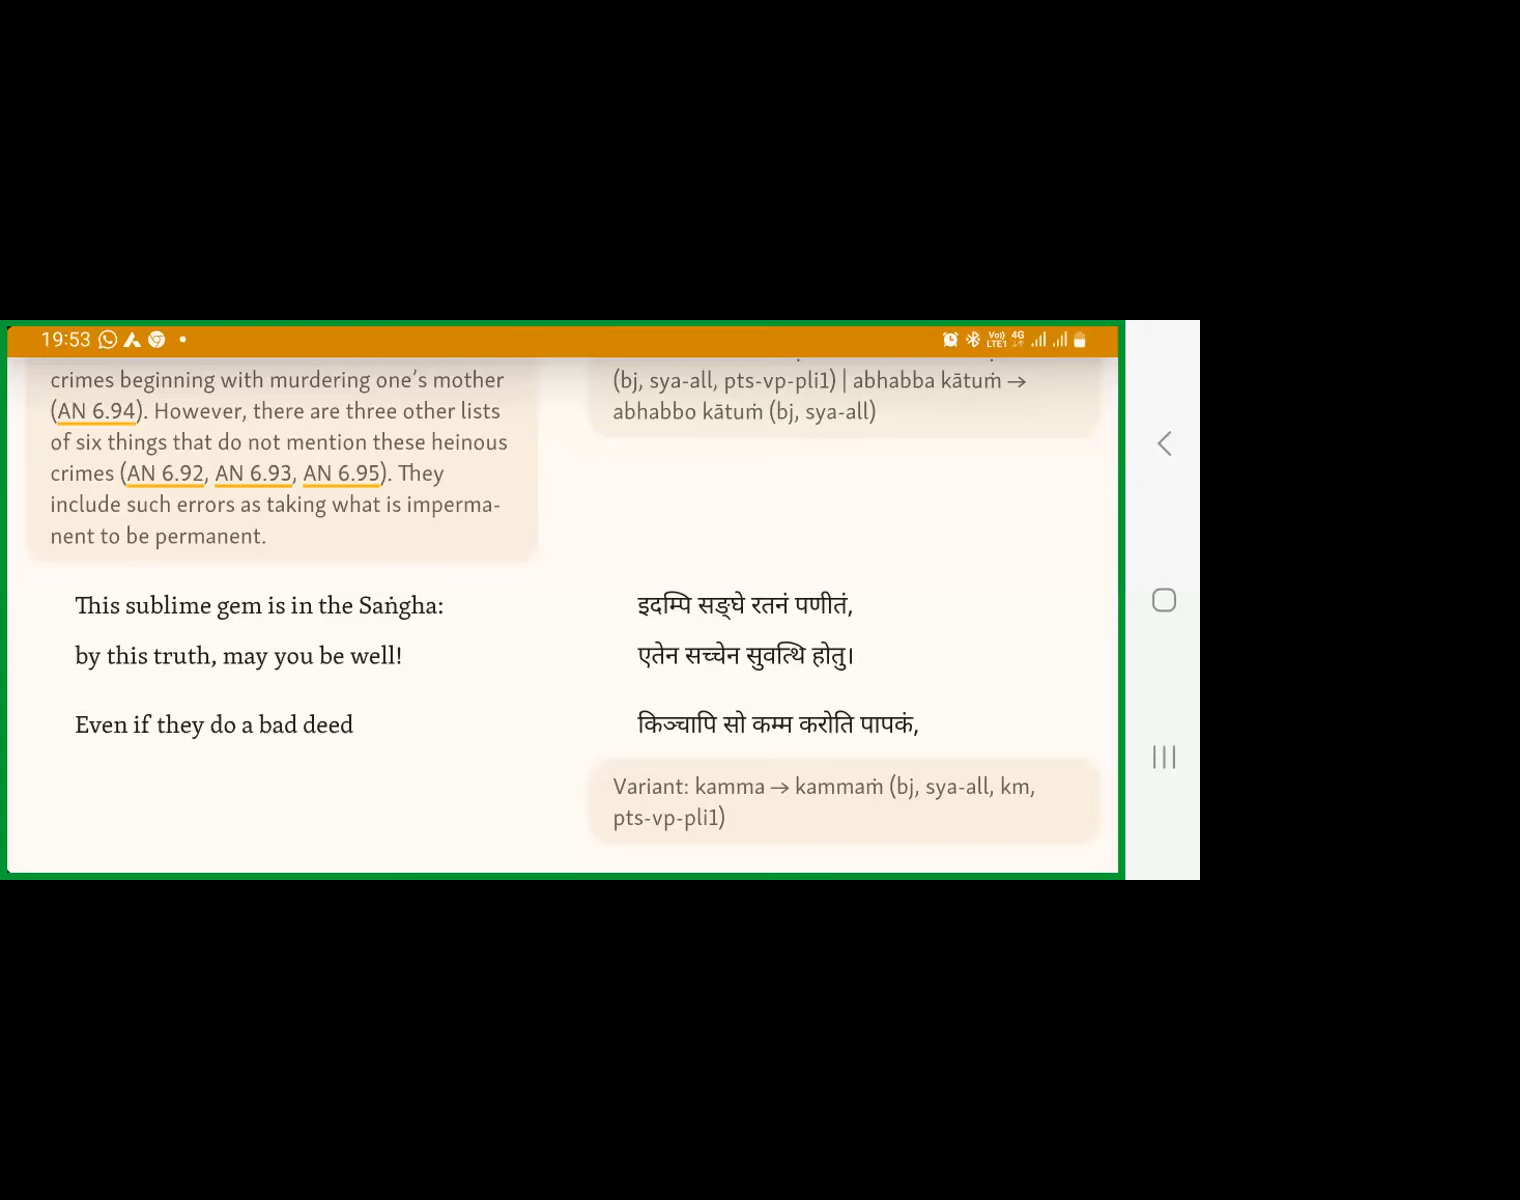 19:53
Vo)) 4G
LTE1
crimes beginning with murdering one’s mother
(AN 6.94). However, there are three other lists
of six things that do not mention these heinous
crimes (AN 6.92, AN 6.93, AN 6.95). They
include such errors as taking what is imperma-
nent to be permanent.
(bj, sya-all, pts-vp-pli1) | abhabba kātuṁ →
abhabbo kātuṁ (bj, sya-all)
This sublime gem is in the Saṅgha:
इदम्पि सङ्घे रतनं पणीतं,
by this truth, may you be well!
एतेन सच्चेन सुवत्थि होतु।
Even if they do a bad deed
किञ्चापि सो कम्म करोति पापकं,
Variant: kamma → kammaṁ (bj, sya-all, km,
pts-vp-pli1)